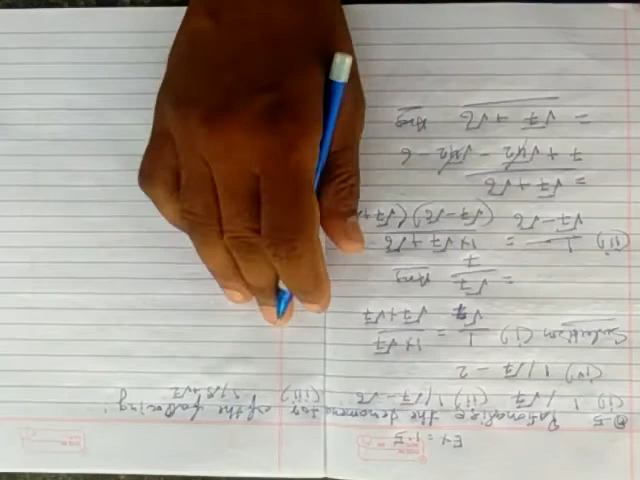 Ex = 1.5
Q.5 Rationalise the denominator of the following:
(i) 1/√7 (ii) 1/√7-√6 (iii) 1/√5+√2
(iv) 1/√7-2
Solution (i) 1/√7 = 1×√7/√7×√7
= √7/7 Ans
(ii) 1/√7-√6 = 1×√7+√6/(√7-√6)(√7+
= √7+√6/7+√42-√42-6
= √7+√6 Ans